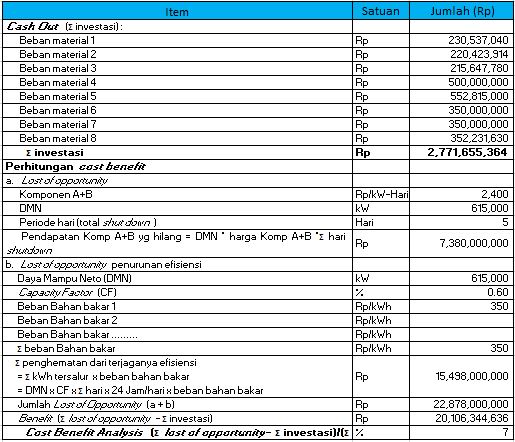 Item Satuan Jumlah (Rp)
Cash Out (Σ investasi) :
Beban material 1 Rp 230,537,040
Beban material 2 Rp 220,423,914
Beban material 3 Rp 215,647,780
Beban material 4 Rp 500,000,000
Beban material 5 Rp 552,815,000
Beban material 6 Rp 350,000,000
Beban material 7 Rp 350,000,000
Beban material 8 Rp 352,231,630
Σ investasi Rp 2,771,655,364
Perhitungan cost benefit
a. Lost of opportunity
Komponen A+B Rp/kW-Hari 2,400
DMN kW 615,000
Periode hari (total shut down ) Hari 5
Pendapatan Komp A+B yg hilang = DMN * harga Komp A+B *Σ hari
shutdown Rp 7,380,000,000
b. Lost of opportunity penurunan efisiensi
Daya Mampu Neto (DMN) kW 615,000
Capacity Factor (CF) % 0.60
Beban Bahan bakar 1 Rp/kWh 350
Beban Bahan bakar 2 Rp/kWh
Beban Bahan bakar ......... Rp/kWh
Σ beban Bahan bakar Rp/kWh 350
Σ penghematan dari terjaganya efisiensi
= Σ kWh tersalur x beban bahan bakar Rp 15,498,000,000
= DMN x CF x Σ hari x 24 Jam/hari x beban bahan bakar
Jumlah Lost of Opportunity (a + b) Rp 22,878,000,000
Benefit (Σ lost of opportunity - Σ investasi) Rp 20,106,344,636
Cost Benefit Analysis (Σ lost of opportunity- Σ investasi)/(Σ % 7